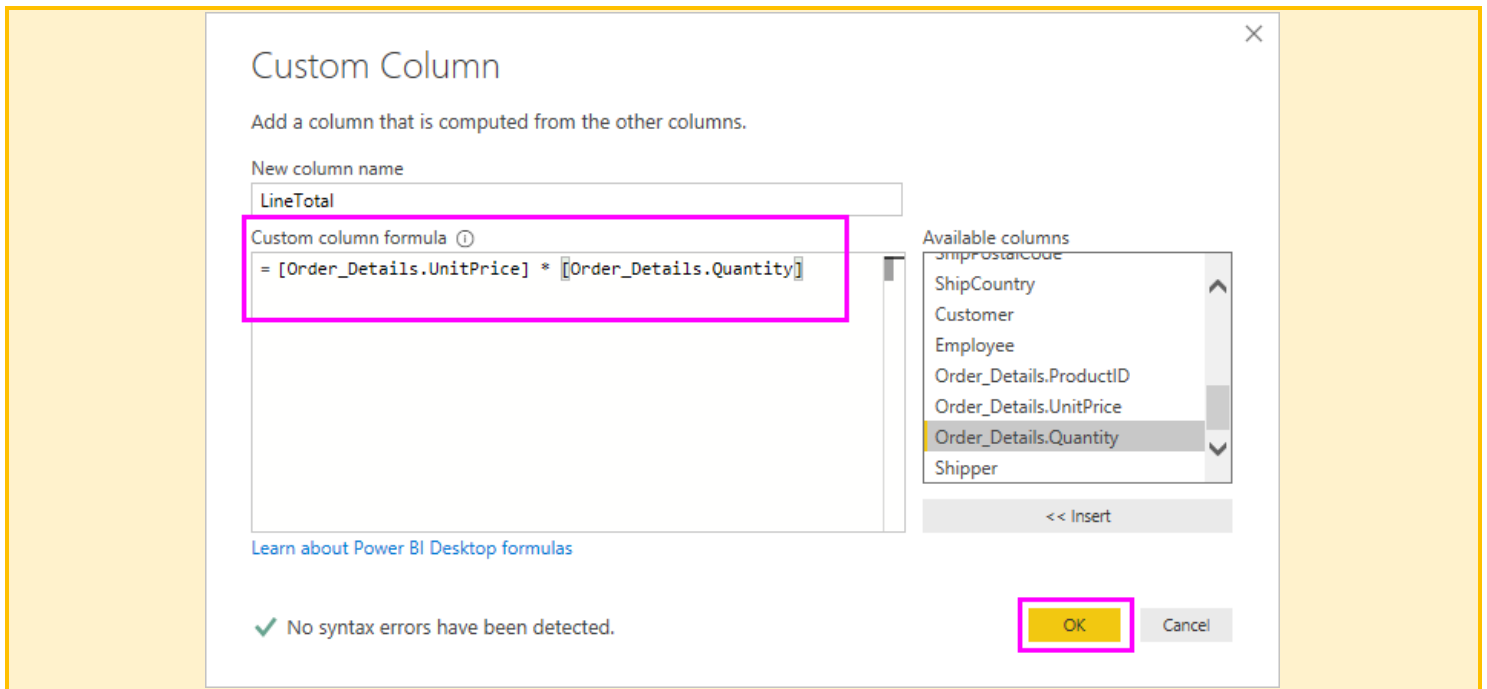 Custom Column
Add a column that is computed from the other columns.
New column name
LineTotal
Custom column formula
= [Order_Details.UnitPrice] * [Order_Details.Quantity]
Available columns
ShipPostalCode
ShipCountry
Customer
Employee
Order_Details.ProductID
Order_Details.UnitPrice
Order_Details.Quantity
Shipper
<< Insert
Learn about Power BI Desktop formulas
No syntax errors have been detected.
OK
Cancel